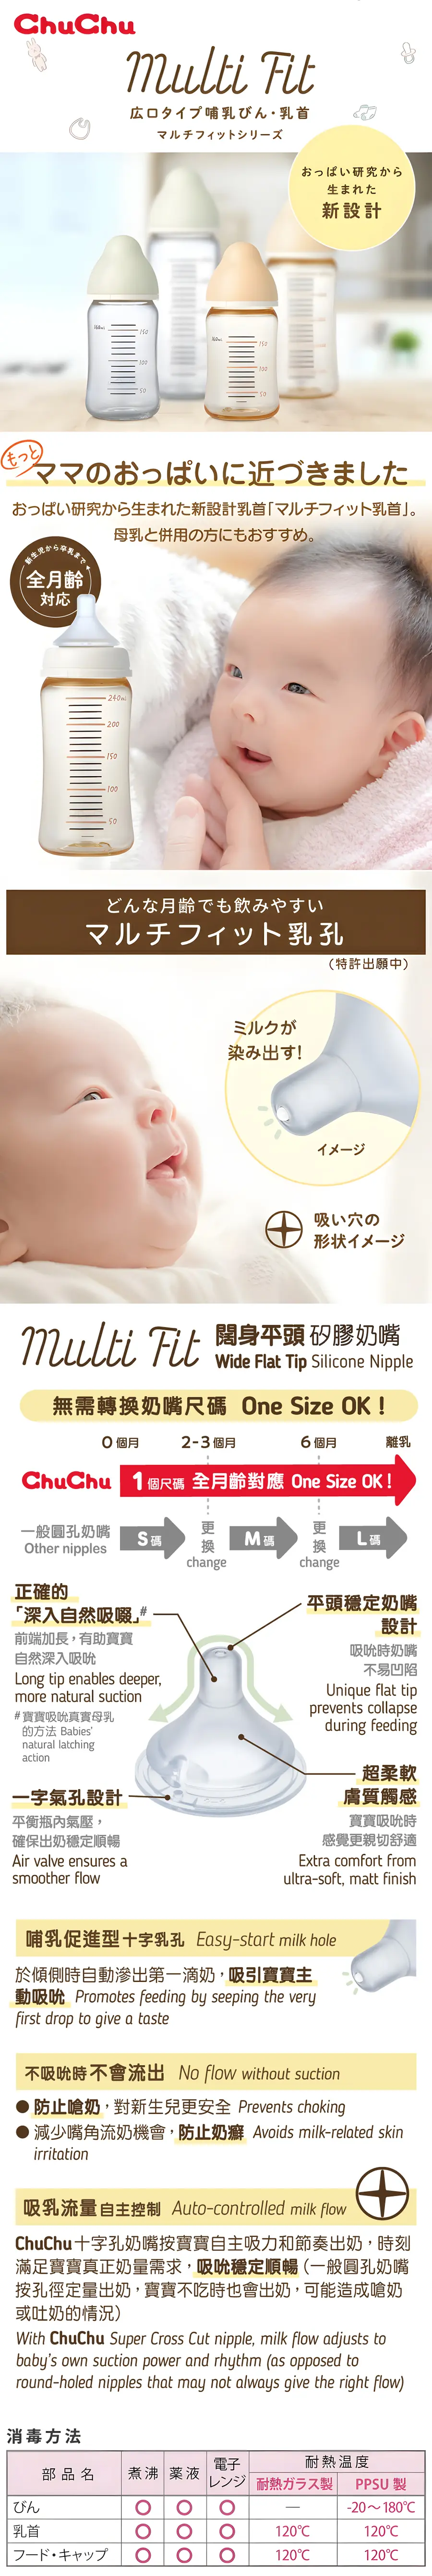 ChuChu
Multi Fit
広口タイプ哺乳びん・乳首
マルチフィットシリーズ
おっぱい研究から
生まれた
新設計
160mL
150
100
50
160mL
150
100
50
もっと
ママのおっぱいに近づきました
おっぱい研究から生まれた新設計乳首「マルチフィット乳首」。
母乳と併用の方にもおすすめ。
新生児から卒乳まで
全月齢
対応
240mL
200
150
100
50
どんな月齢でも飲みやすい
マルチフィット乳孔
(特許出願中)
ミルクが
染み出す!
イメージ
吸い穴の
形状イメージ
Multi Fit
闊身平頭 矽膠奶嘴
Wide Flat Tip Silicone Nipple
無需轉換奶嘴尺碼 One Size OK !
0 個月 2-3 個月 6 個月 離乳
ChuChu 1 個尺碼 全月齡對應 One Size OK !
一般圓孔奶嘴
Other nipples
S 碼
更
換
change
M 碼
更
換
change
L 碼
正確的
「深入自然吸啜」#
前端加長,有助寶寶
自然深入吸吮
Long tip enables deeper,
more natural suction
# 寶寶吸吮真實母乳
的方法 Babies'
natural latching
action
平頭穩定奶嘴
設計
吸吮時奶嘴
不易凹陷
Unique flat tip
prevents collapse
during feeding
一字氣孔設計
平衡瓶內氣壓,
確保出奶穩定順暢
Air valve ensures a
smoother flow
超柔軟
膚質觸感
寶寶吸吮時
感覺更親切舒適
Extra comfort from
ultra-soft, matt finish
哺乳促進型 十字乳孔 Easy-start milk hole
於傾側時自動滲出第一滴奶,吸引寶寶主
動吸吮 Promotes feeding by seeping the very
first drop to give a taste
不吸吮時 不會流出 No flow without suction
● 防止嗆奶,對新生兒更安全 Prevents choking
● 減少嘴角流奶機會,防止奶癬 Avoids milk-related skin
irritation
吸乳流量 自主控制 Auto-controlled milk flow
ChuChu 十字孔奶嘴按寶寶自主吸力和節奏出奶,時刻
滿足寶寶真正奶量需求,吸吮穩定順暢 (一般圓孔奶嘴
按孔徑定量出奶,寶寶不吃時也會出奶,可能造成嗆奶
或吐奶的情況)
With ChuChu Super Cross Cut nipple, milk flow adjusts to
baby's own suction power and rhythm (as opposed to
round-holed nipples that may not always give the right flow)
消毒方法
部品名 煮沸 薬液 電子レンジ 耐熱温度
耐熱ガラス製 PPSU 製
びん ○ ○ ○ — -20~180℃
乳首 ○ ○ ○ 120℃ 120℃
フード・キャップ ○ ○ ○ 120℃ 120℃